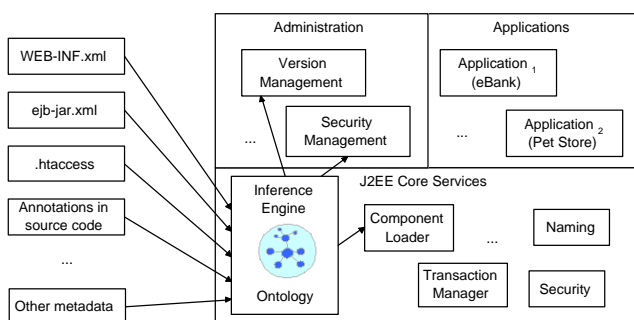 WEB-INF.xml
ejb-jar.xml
.htaccess
Annotations in
source code
...
Other metadata
Administration
Version
Management
...
Security
Management
Applications
Application 1
(eBank)
...
Application 2
(Pet Store)
J2EE Core Services
Inference
Engine
Ontology
Component
Loader
...
Naming
Transaction
Manager
Security